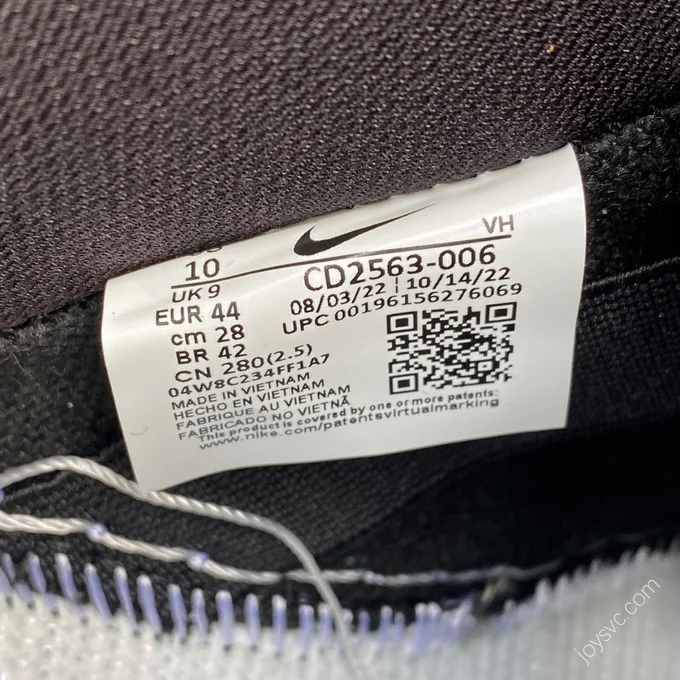 VH
10
CD2563-006
UK 9
08/03/22 | 10/14/22
EUR 44
UPC 00196156276069
cm 28
BR 42
CN 280(2.5)
04W8C234FF1A7
MADE IN VIETNAM
HECHO EN VIETNAM
FABRIQUE AU VIETNAM
FABRICADO NO VIETNÃ
This product is covered by one or more patents:
www.nike.com/patentsvirtualmarking
joysvc.com